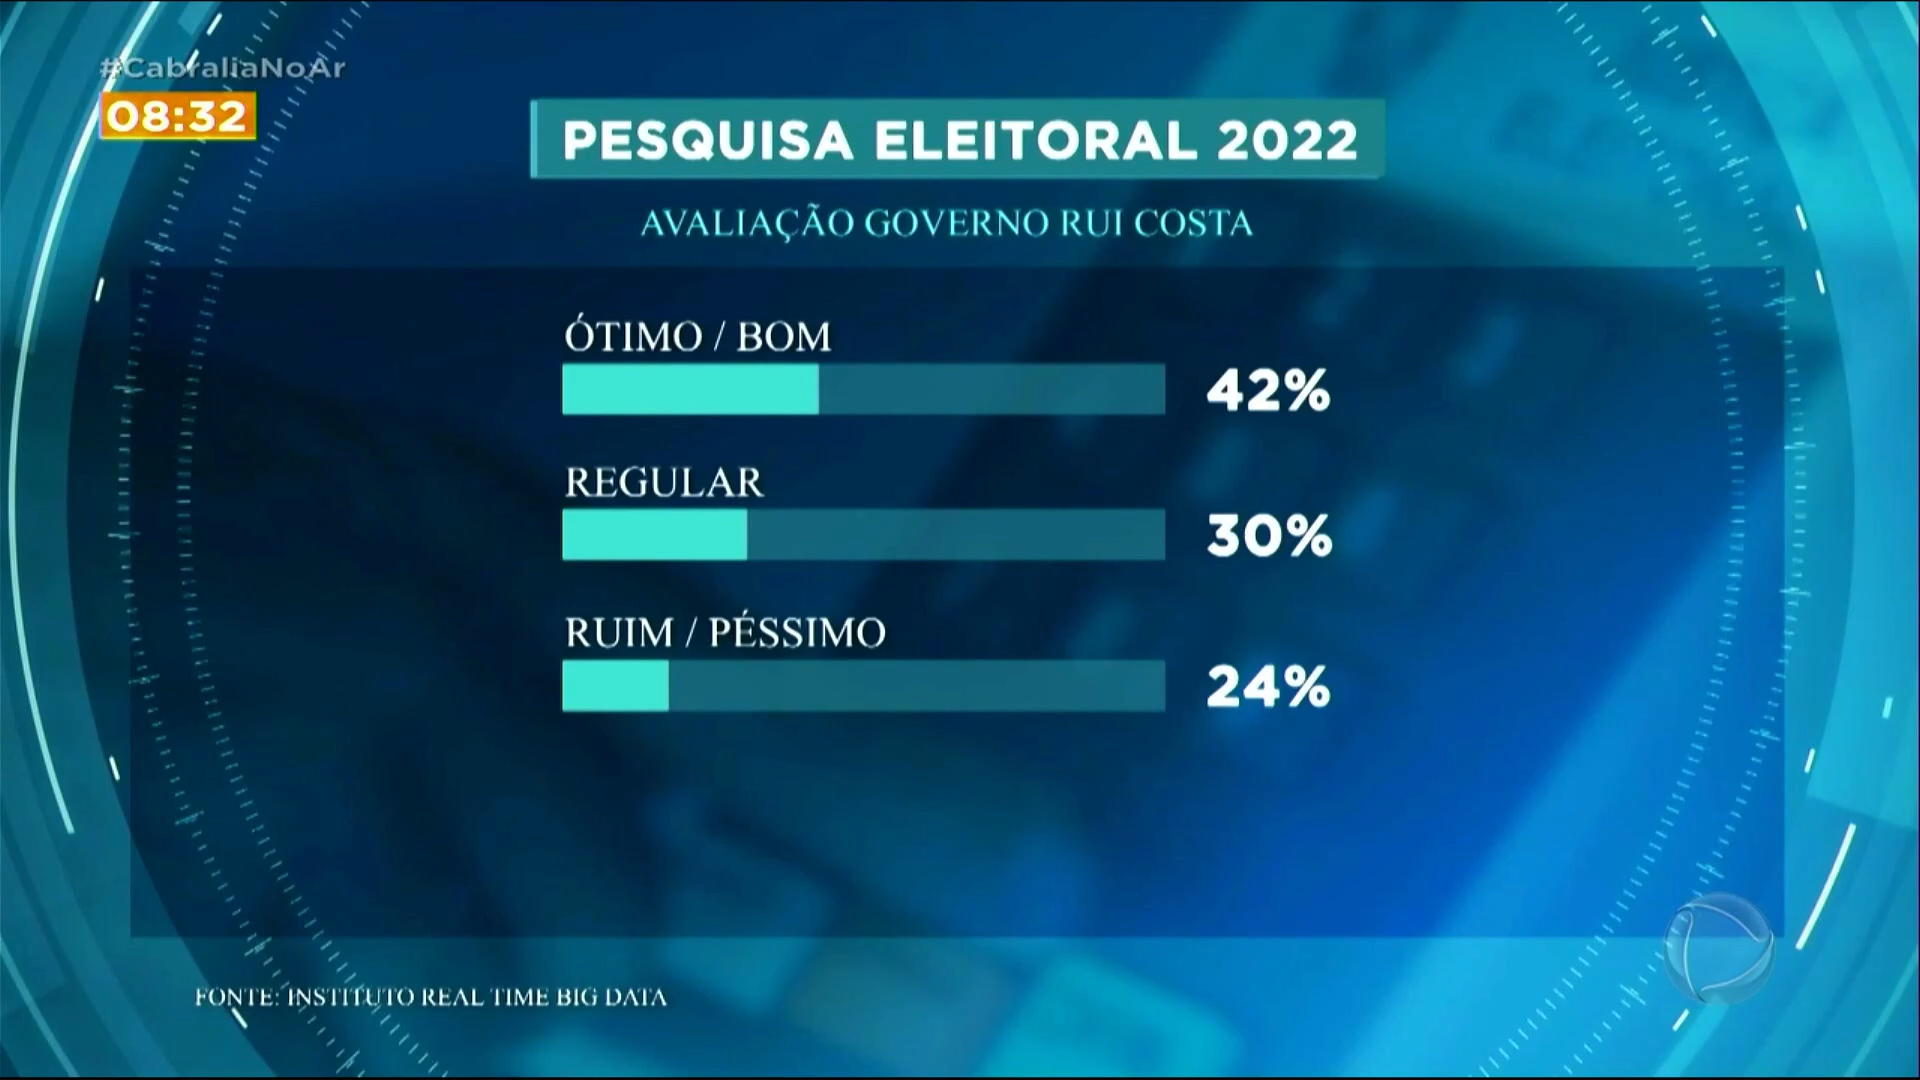 #CabraliaNoAr
08:32
PESQUISA ELEITORAL 2022
AVALIAÇÃO GOVERNO RUI COSTA
ÓTIMO / BOM
42%
REGULAR
30%
RUIM / PÉSSIMO
24%
FONTE: INSTITUTO REAL TIME BIG DATA